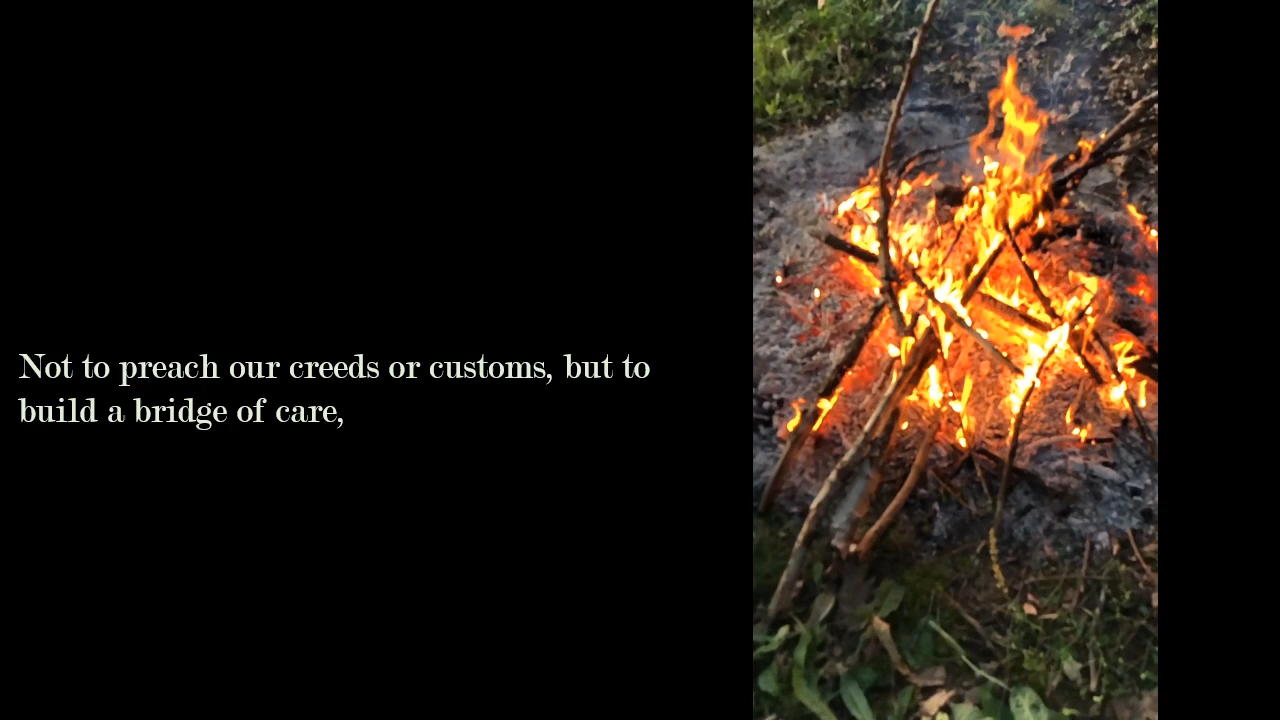 Not to preach our creeds or customs, but to
build a bridge of care,